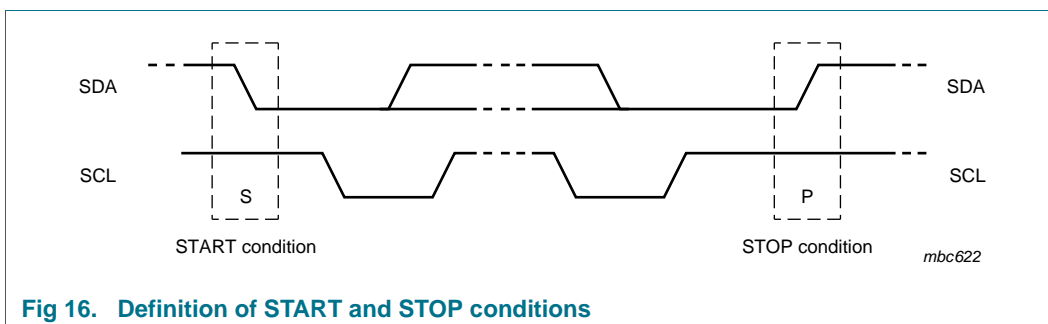 SDA
SDA
SCL
SCL
S
P
START condition
STOP condition
mbc622
Fig 16. Definition of START and STOP conditions